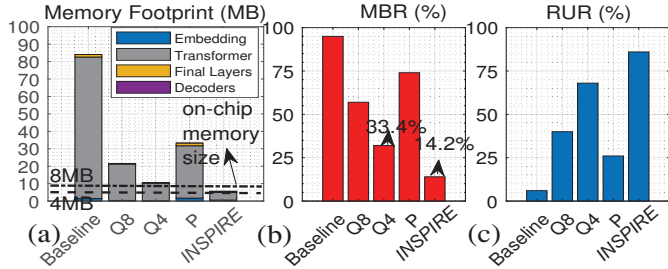 Memory Footprint (MB)
100
90
80
70
60
50
40
30
20
10
0
Embedding
Transformer
Final Layers
Decoders
on-chip
memory
size
8MB
4MB
Baseline
Q8
Q4
P
INSPIRE
(a)
MBR (%)
75
50
25
0
33.4%
14.2%
Baseline
Q8
Q4
P
INSPIRE
(b)
RUR (%)
75
50
25
0
Baseline
Q8
Q4
P
INSPIRE
(c)